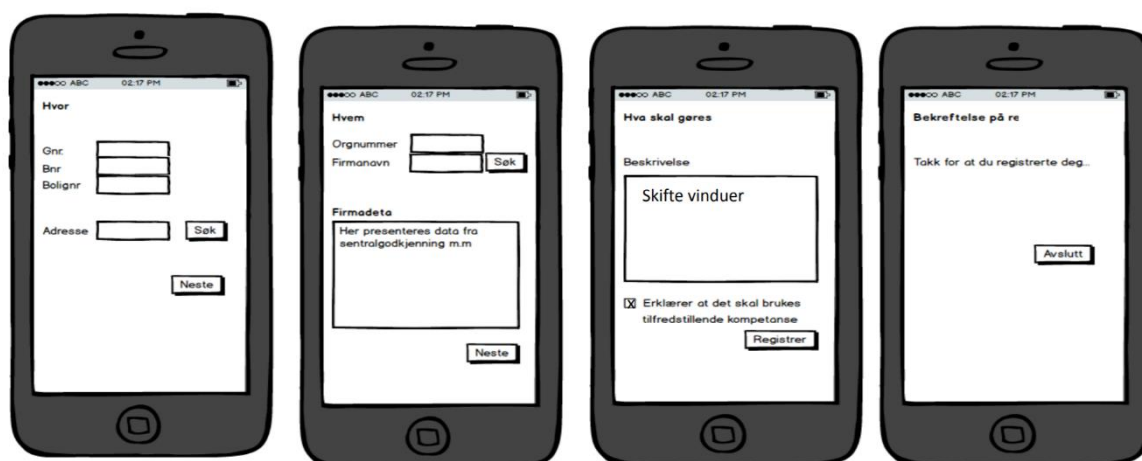 ABC 02:17 PM
Hvor
Gnr.
Bnr
Bolignr
Adresse Søk
Neste
ABC 02:17 PM
Hvem
Orgnummer
Firmanavn Søk
Firmadeta
Her presenteres data fra
sentralgodkjenning m.m
Neste
ABC 02:17 PM
Hva skal gøres
Beskrivelse
Skifte vinduer
X Erklærer at det skal brukes
tilfredstillende kompetanse
Registrer
ABC 02:17 PM
Bekreftelse på re
Takk for at du registrerte deg...
Avslutt